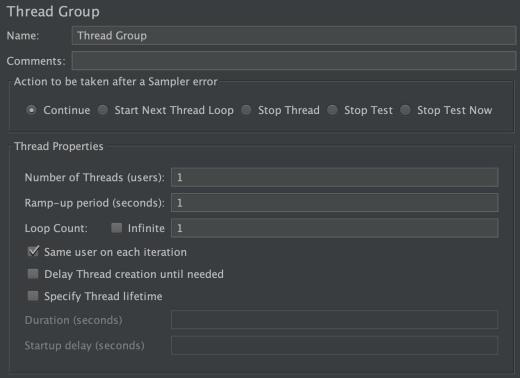 Thread Group
Name: Thread Group
Comments:
Action to be taken after a Sampler error
Continue Start Next Thread Loop Stop Thread Stop Test Stop Test Now
Thread Properties
Number of Threads (users): 1
Ramp-up period (seconds): 1
Loop Count: Infinite 1
Same user on each iteration
Delay Thread creation until needed
Specify Thread lifetime
Duration (seconds)
Startup delay (seconds)